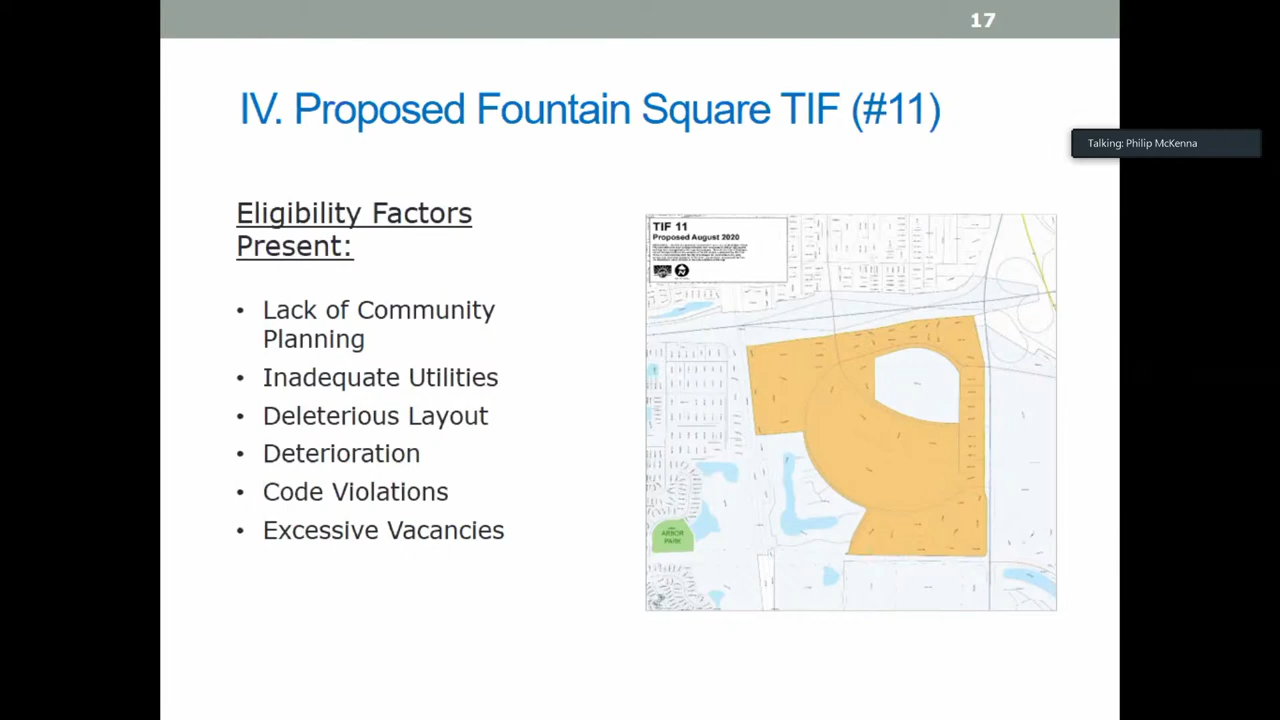 17
IV. Proposed Fountain Square TIF (#11)
Talking: Philip McKenna
Eligibility Factors
Present:
• Lack of Community
Planning
• Inadequate Utilities
• Deleterious Layout
• Deterioration
• Code Violations
• Excessive Vacancies
TIF 11
Proposed August 2020
ARBOR
PARK